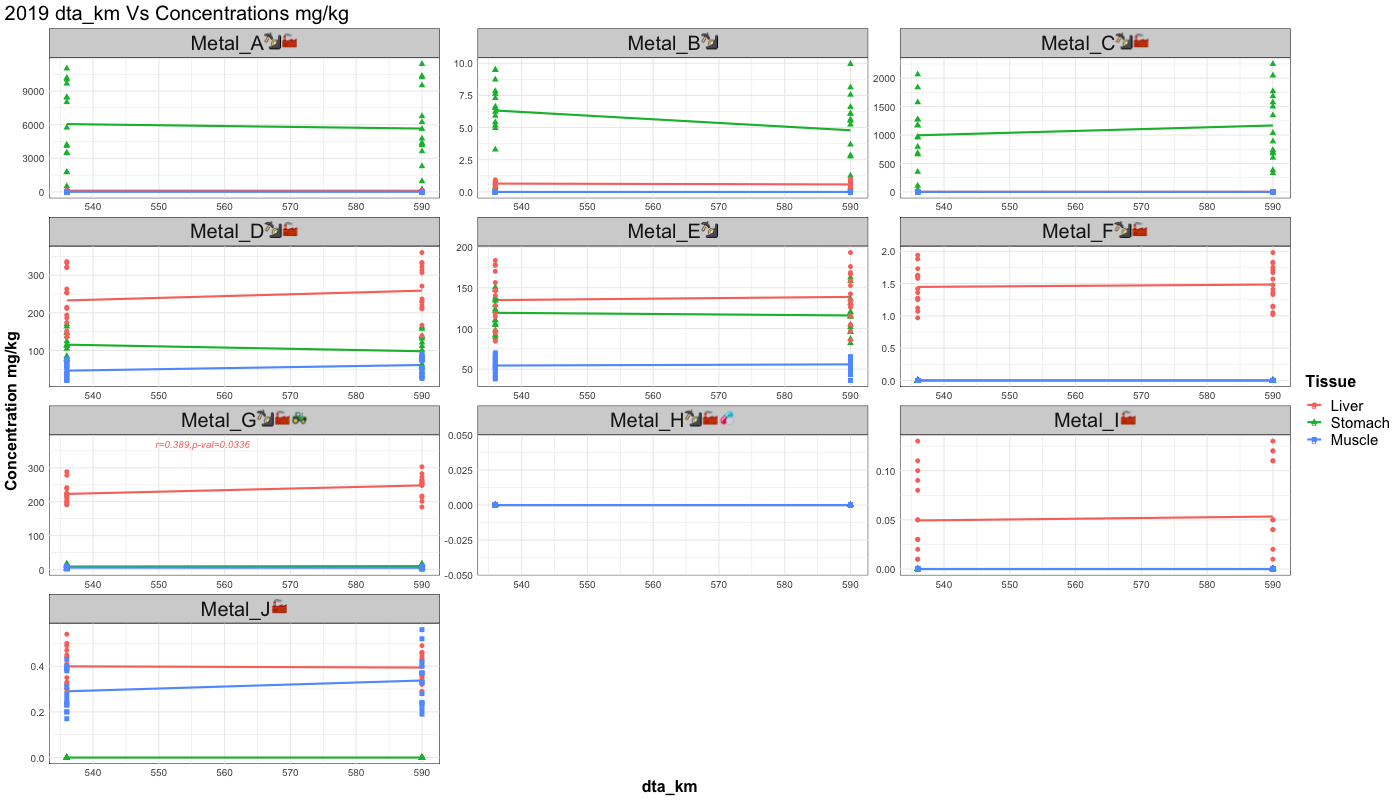 2019 dta_km Vs Concentrations mg/kg
Metal_A
Metal_B
Metal_C
9000
6000
3000
0
540 550 560 570 580 590
10.0
7.5
5.0
2.5
0.0
540 550 560 570 580 590
2000
1500
1000
500
0
540 550 560 570 580 590
Metal_D
Metal_E
Metal_F
300
200
100
540 550 560 570 580 590
200
150
100
50
540 550 560 570 580 590
2.0
1.5
1.0
0.5
0.0
540 550 560 570 580 590
Metal_G
Metal_H
Metal_I
r=0.389,p-val=0.0336
300
200
100
0
540 550 560 570 580 590
0.050
0.025
0.000
-0.025
-0.050
540 550 560 570 580 590
0.10
0.05
0.00
540 550 560 570 580 590
Metal_J
0.4
0.2
0.0
540 550 560 570 580 590
Concentration mg/kg
dta_km
Tissue
Liver
Stomach
Muscle